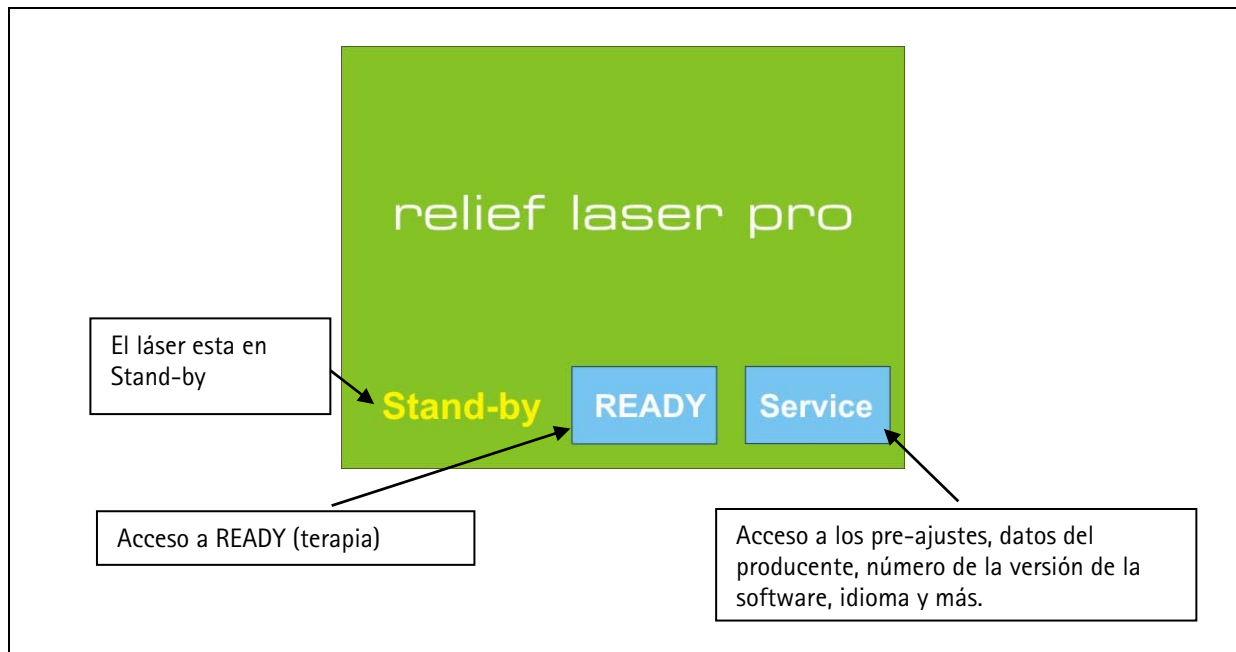 relief laser pro
El láser esta en
Stand-by
Stand-by
READY
Service
Acceso a READY (terapia)
Acceso a los pre-ajustes, datos del
producente, número de la versión de la
software, idioma y más.